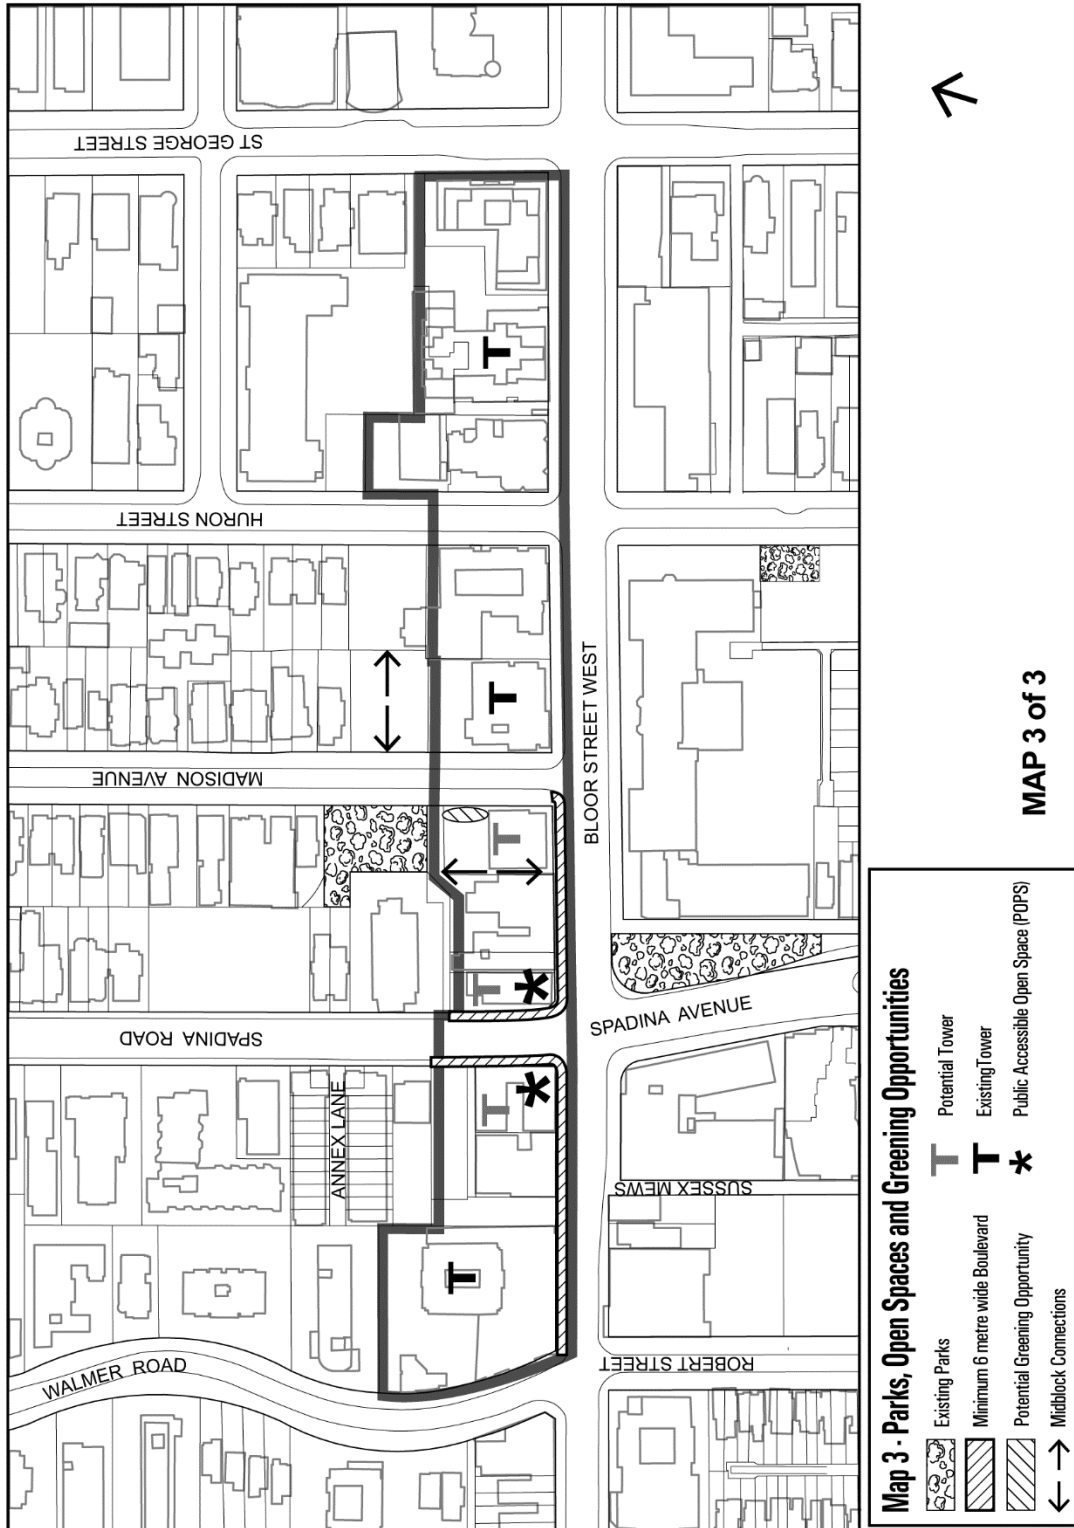 ST GEORGE STREET
HURON STREET
MADISON AVENUE
SPADINA ROAD
ANNEX LANE
WALMER ROAD
BLOOR STREET WEST
SPADINA AVENUE
SUSSEX MEWS
ROBERT STREET
T
T
T
T
T
T
*
*
MAP 3 of 3
Map 3 - Parks, Open Spaces and Greening Opportunities
Existing Parks
Minimum 6 metre wide Boulevard
Potential Greening Opportunity
Midblock Connections
T Potential Tower
T Existing Tower
* Public Accessible Open Space (POPS)